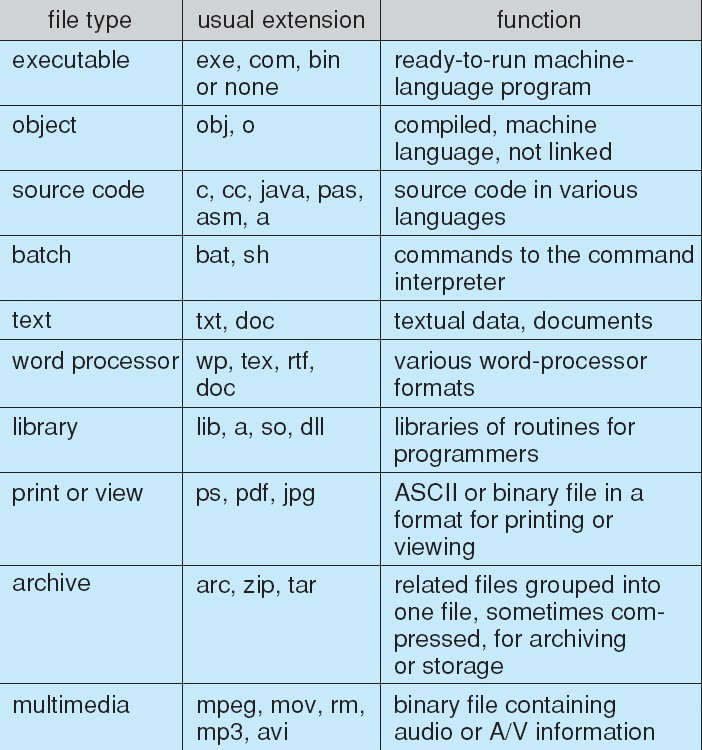 file type usual extension function
executable exe, com, bin ready-to-run machine-
or none language program
object obj, o compiled, machine
language, not linked
source code c, cc, java, pas, source code in various
asm, a languages
batch bat, sh commands to the command
interpreter
text txt, doc textual data, documents
word processor wp, tex, rtf, various word-processor
doc formats
library lib, a, so, dll libraries of routines for
programmers
print or view ps, pdf, jpg ASCII or binary file in a
format for printing or
viewing
archive arc, zip, tar related files grouped into
one file, sometimes com-
pressed, for archiving
or storage
multimedia mpeg, mov, rm, binary file containing
mp3, avi audio or A/V information